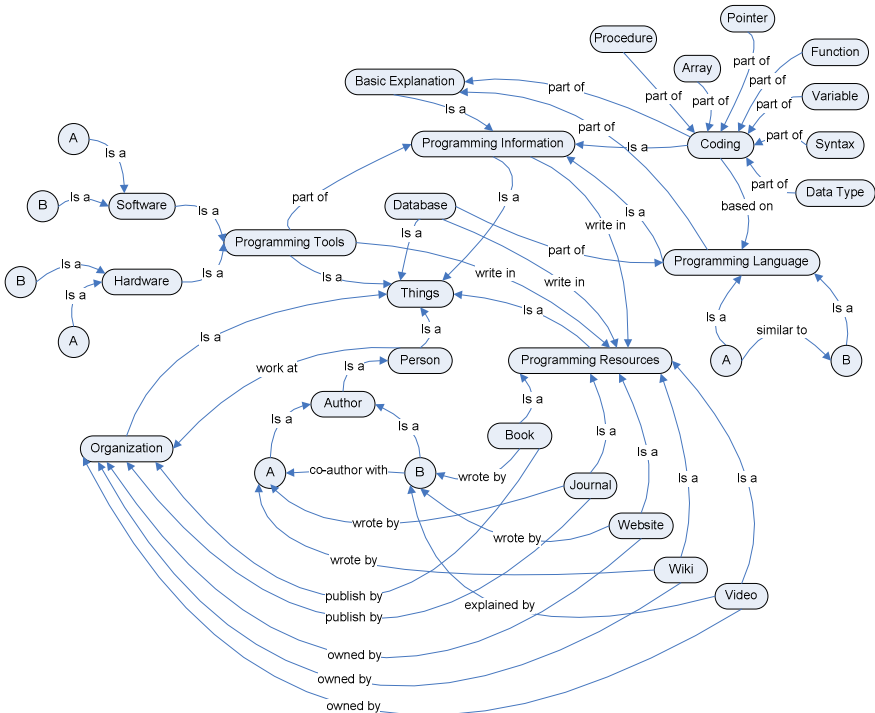 Pointer
Procedure
Function
part of
Array
part of
Basic Explanation
part of
Variable
part of
part of
part of
Is a
part of
A
Programming Information
Is a
Coding
part of
Syntax
Is a
part of
Data Type
Is a
part of
Is a
B
Software
Database
Is a
based on
Is a
Is a
write in
Programming Tools
part of
Programming Language
B
Is a
Hardware
Is a
Is a
write in
write in
Is a
Things
Is a
Is a
Is a
Is a
A
Is a
similar to
Person
Programming Resources
A
B
work at
Is a
Author
Is a
Is a
Is a
Book
Is a
Organization
Is a
A
co-author with
B
wrote by
Is a
Is a
Journal
wrote by
Website
wrote by
wrote by
Wiki
publish by
explained by
Video
publish by
owned by
owned by
owned by